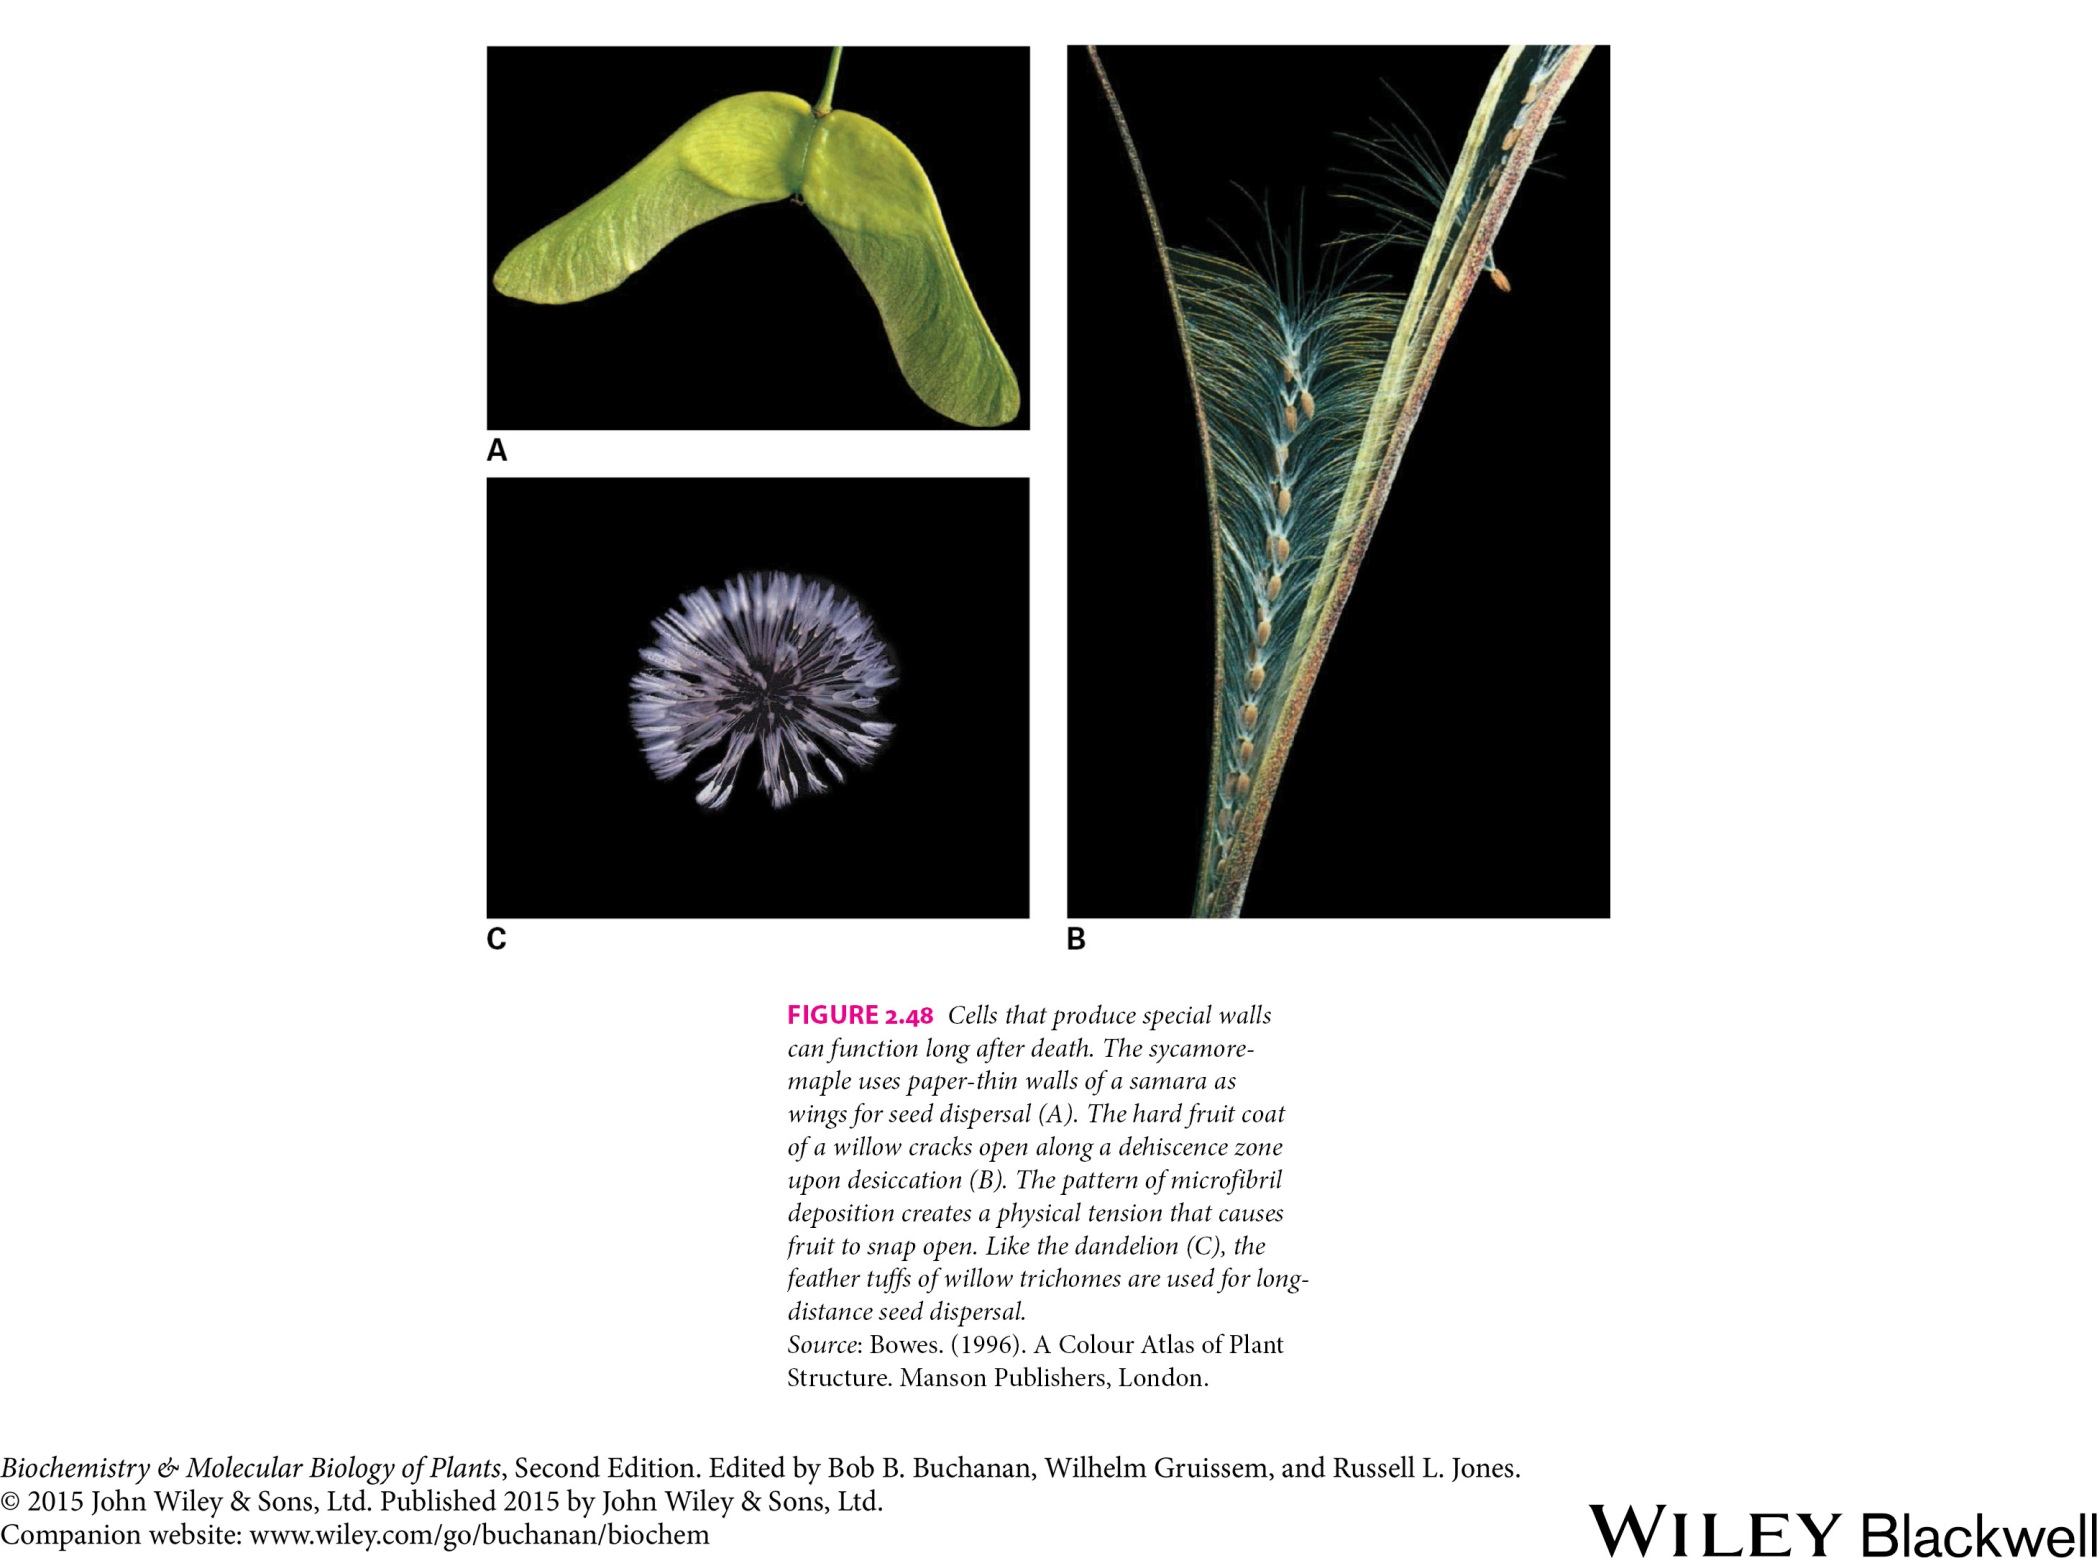 A
C
B
FIGURE 2.48 Cells that produce special walls
can function long after death. The sycamore-
maple uses paper-thin walls of a samara as
wings for seed dispersal (A). The hard fruit coat
of a willow cracks open along a dehiscence zone
upon desiccation (B). The pattern of microfibril
deposition creates a physical tension that causes
fruit to snap open. Like the dandelion (C), the
feather tuffs of willow trichomes are used for long-
distance seed dispersal.
Source: Bowes. (1996). A Colour Atlas of Plant
Structure. Manson Publishers, London.
Biochemistry & Molecular Biology of Plants, Second Edition. Edited by Bob B. Buchanan, Wilhelm Gruissem, and Russell L. Jones.
© 2015 John Wiley & Sons, Ltd. Published 2015 by John Wiley & Sons, Ltd.
Companion website: www.wiley.com/go/buchanan/biochem
WILEY Blackwell